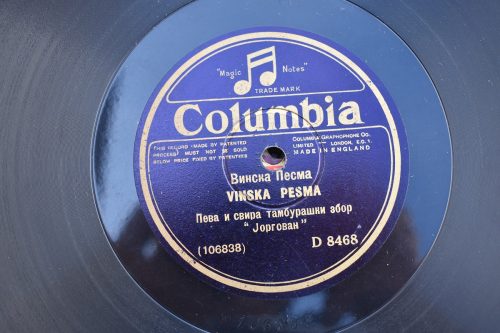 "Magic Notes"
TRADE MARK
Columbia
THIS RECORD - MADE BY PATENTED
PROCESS MUST NOT BE SOLD
BELOW PRICE FIXED BY PATENTEES
COLUMBIA GRAPHOPHONE CO.
LIMITED — LONDON, E.C. 1.
MADE IN ENGLAND
Винска Песма
VINSKA PESMA
Пева и свира тамбурашки збор
"Јоргован"
(106838)
D 8468